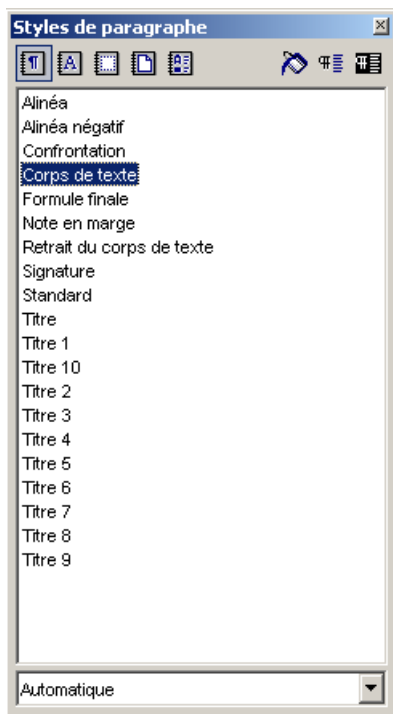 Styles de paragraphe
Alinéa
Alinéa négatif
Confrontation
Corps de texte
Formule finale
Note en marge
Retrait du corps de texte
Signature
Standard
Titre
Titre 1
Titre 10
Titre 2
Titre 3
Titre 4
Titre 5
Titre 6
Titre 7
Titre 8
Titre 9
Automatique